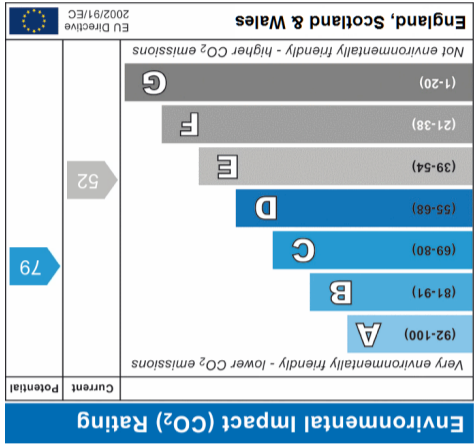 Environmental Impact (CO₂) Rating
Current Potential
Very environmentally friendly - lower CO₂ emissions
(92-100) A
(81-91) B
(69-80) C
79
(55-68) D
(39-54) E
52
(21-38) F
(1-20) G
Not environmentally friendly - higher CO₂ emissions
England, Scotland & Wales
EU Directive
2002/91/EC